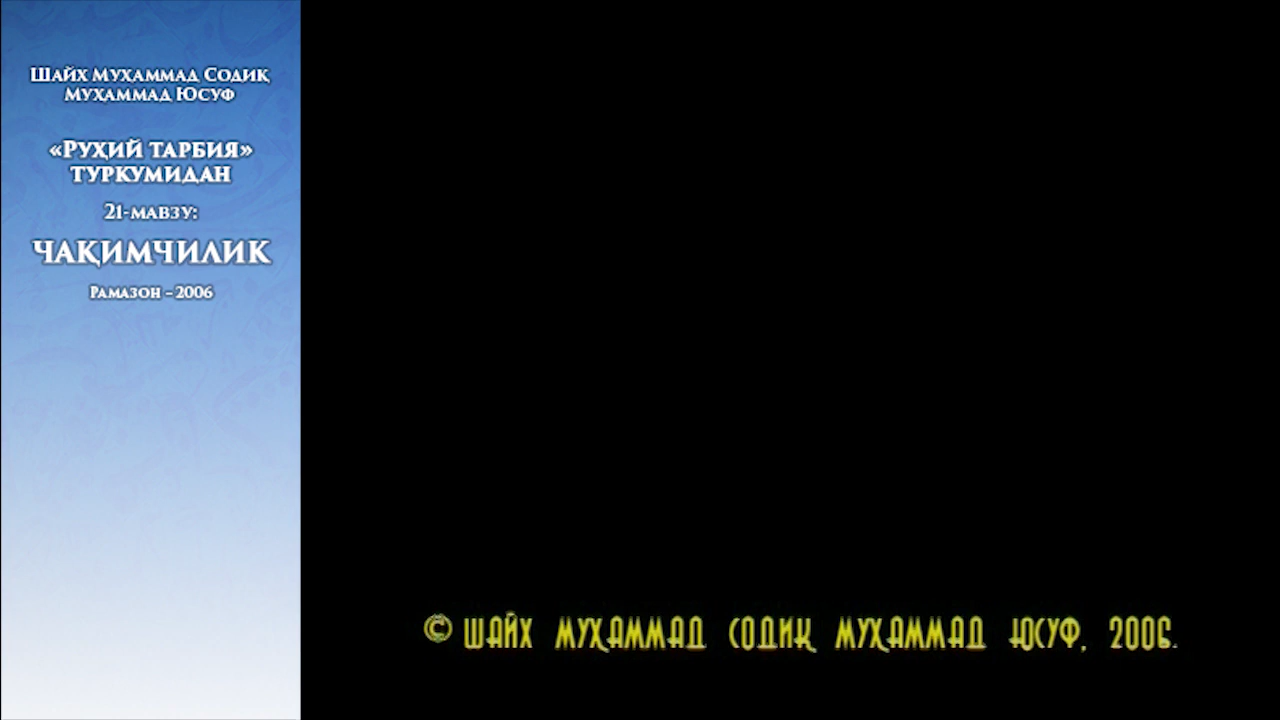 Шайх Муҳаммад Содиқ
Муҳаммад Юсуф
«Руҳий тарбия»
туркумидан
21-мавзу:
ЧАҚИМЧИЛИК
Рамазон – 2006
© ШАЙХ МУҲАММАД СОДИҚ МУҲАММАД ЮСУФ, 2006.